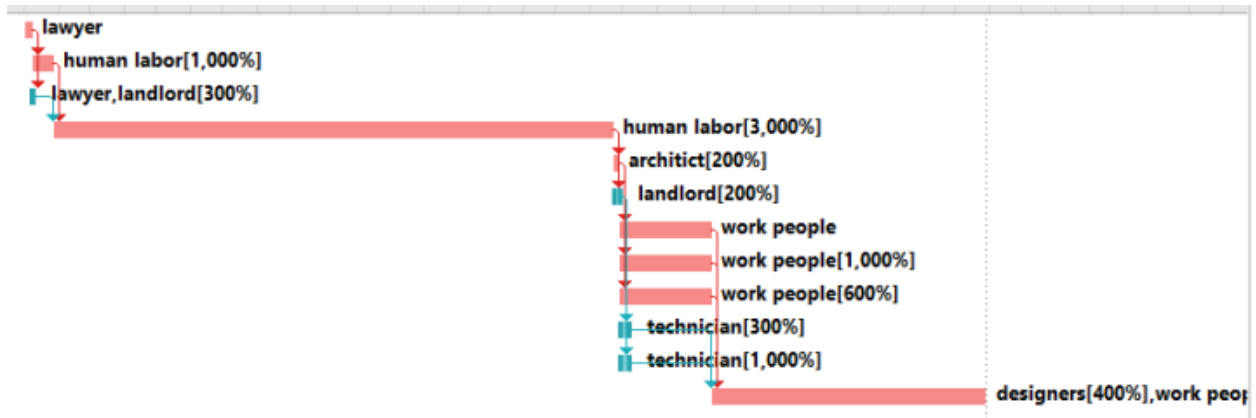 lawyer
human labor[1,000%]
lawyer,landlord[300%]
human labor[3,000%]
architict[200%]
landlord[200%]
work people
work people[1,000%]
work people[600%]
technician[300%]
technician[1,000%]
designers[400%],work peop